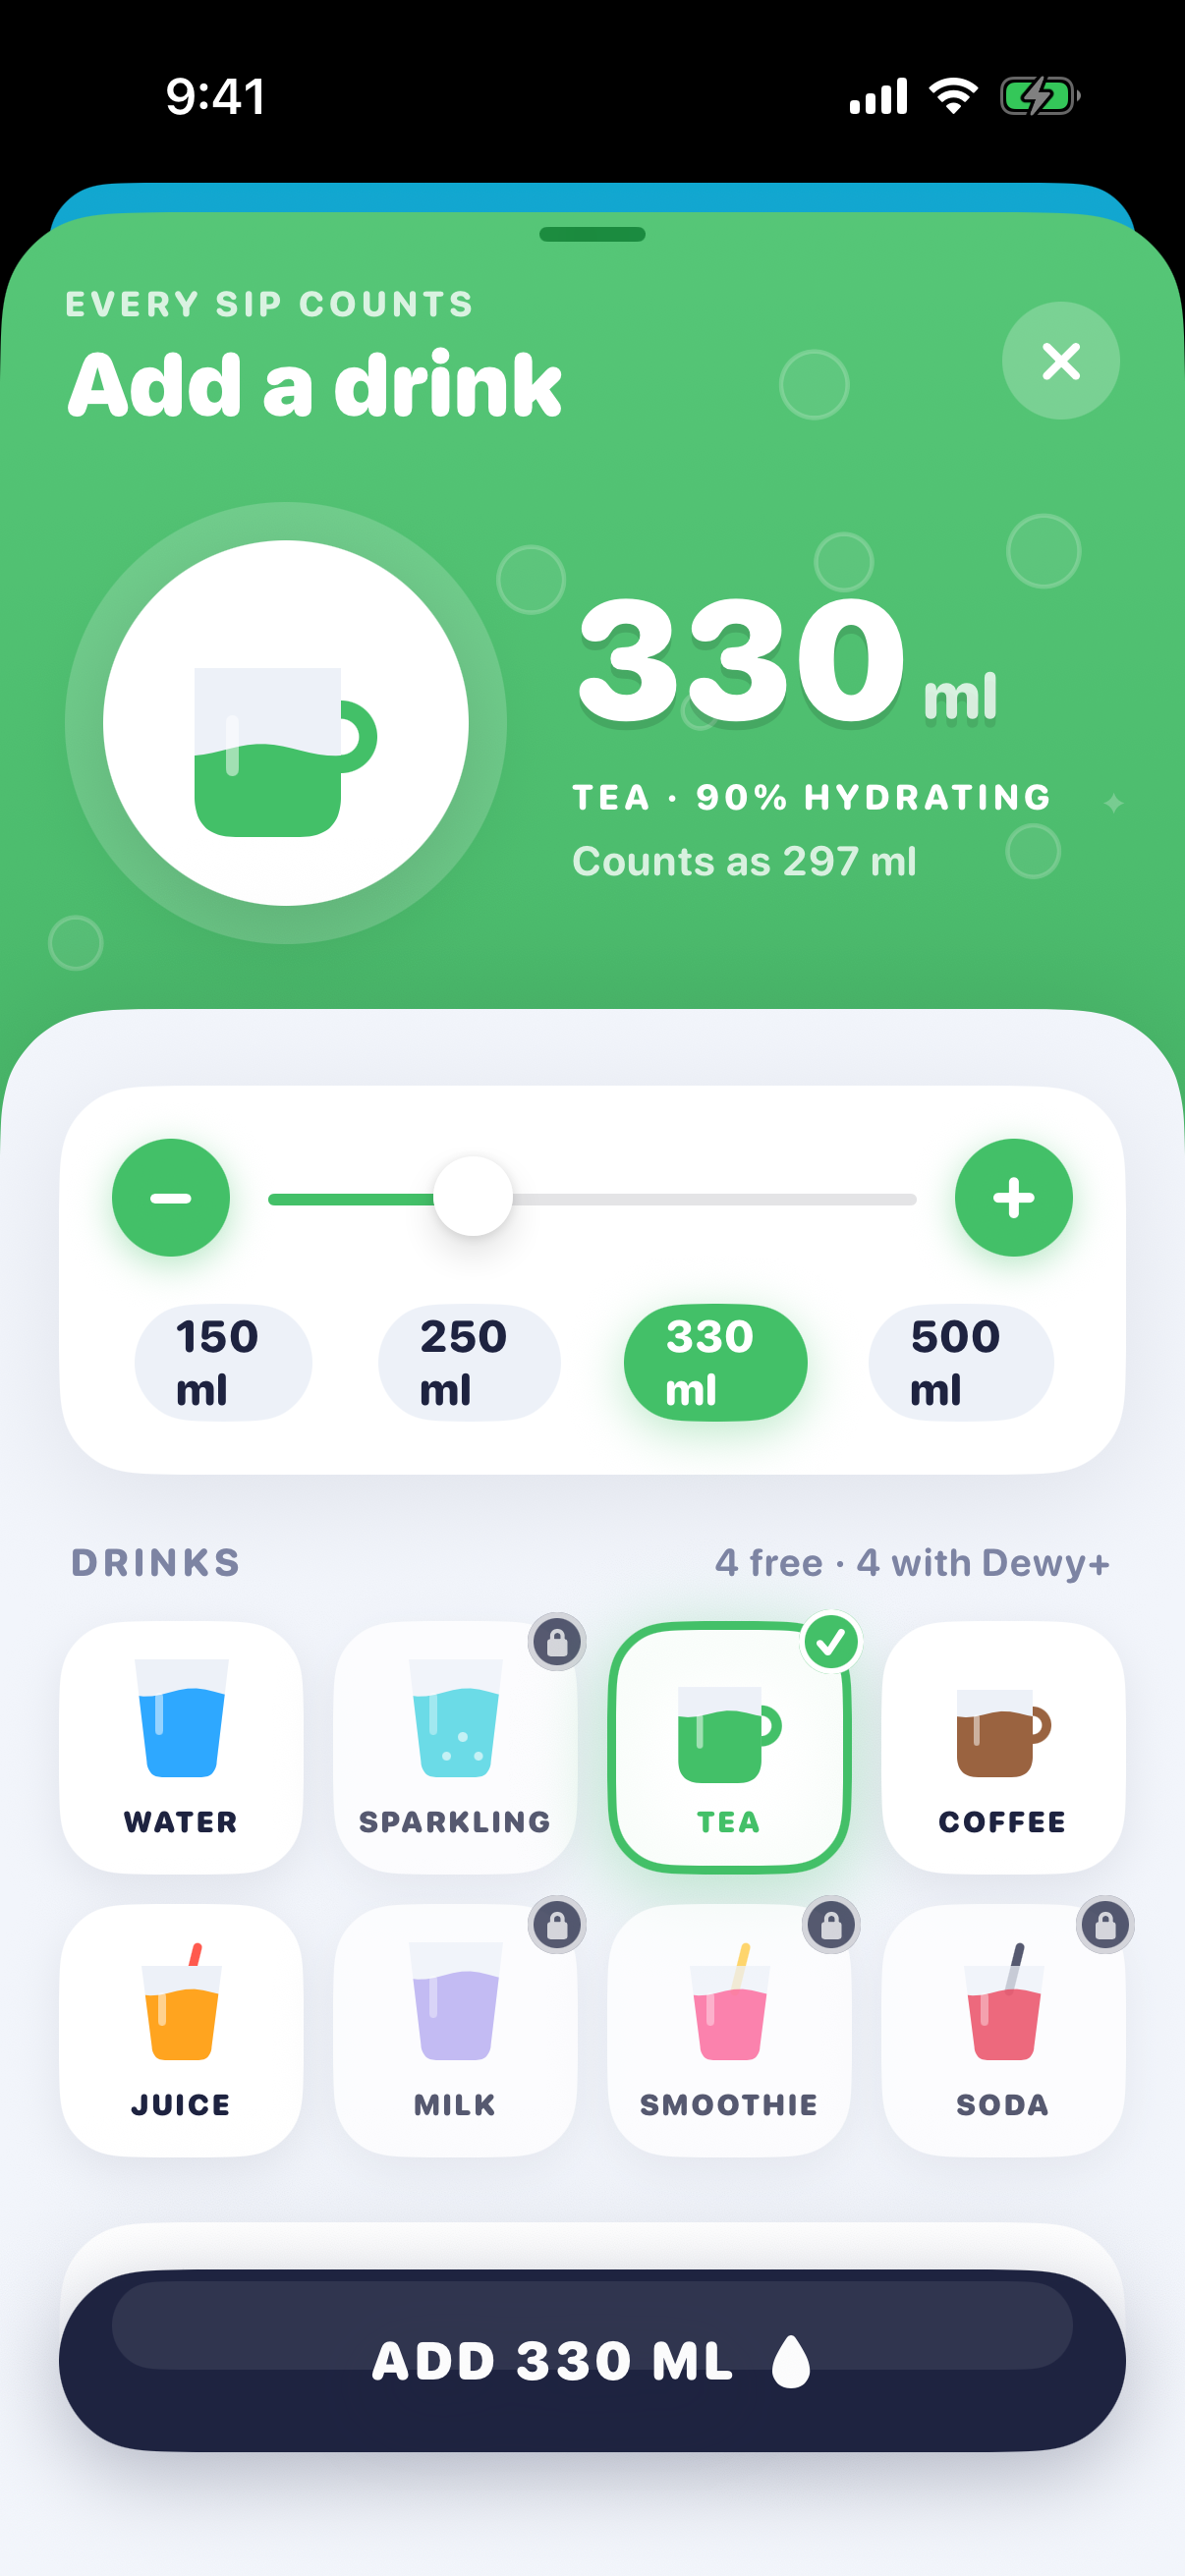 9:41
EVERY SIP COUNTS
Add a drink
330 ml
TEA · 90% HYDRATING
Counts as 297 ml
150
ml
250
ml
330
ml
500
ml
DRINKS
4 free · 4 with Dewy+
WATER
SPARKLING
TEA
COFFEE
JUICE
MILK
SMOOTHIE
SODA
ADD 330 ML